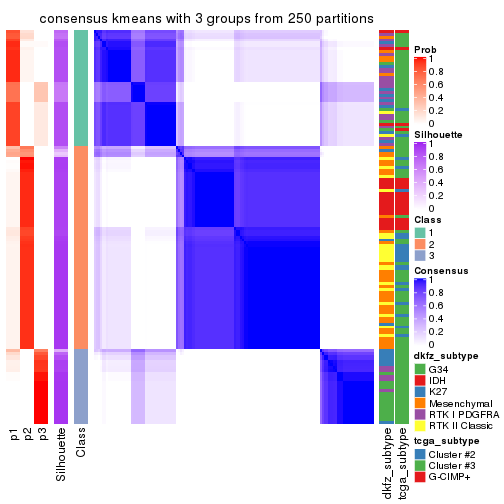 consensus kmeans with 3 groups from 250 partitions
Prob
1
0.8
0.6
0.4
0.2
0
Silhouette
1
0.8
0.6
0.4
0.2
0
Class
1
2
3
Consensus
1
0.8
0.6
0.4
0.2
0
dkfz_subtype
G34
IDH
K27
Mesenchymal
RTK I PDGFRA
RTK II Classic
tcga_subtype
Cluster #2
Cluster #3
G-CIMP+
p1
p2
p3
Silhouette
Class
dkfz_subtype
tcga_subtype